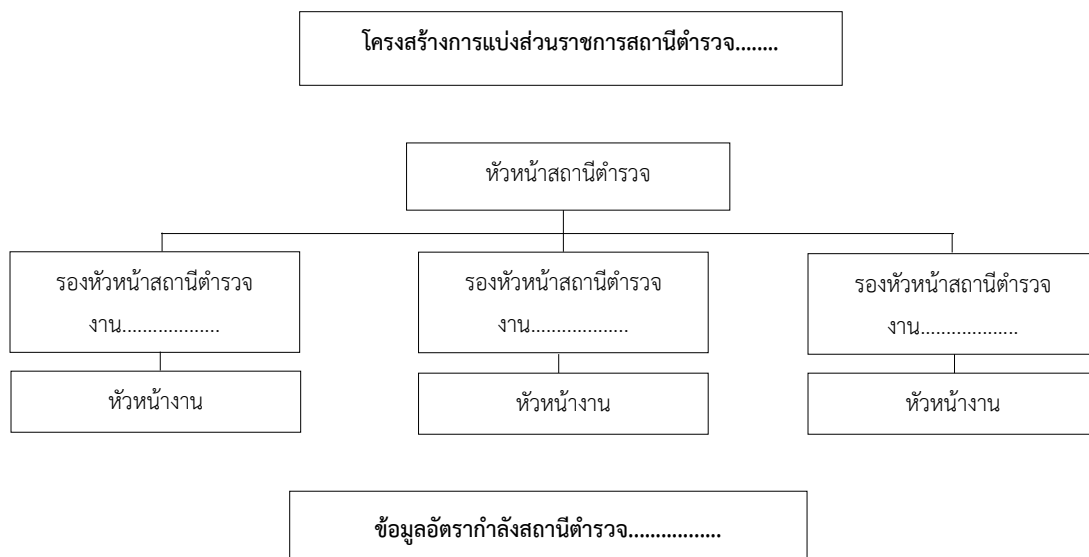 โครงสร้างการแบ่งส่วนราชการสถานีตำรวจ........
หัวหน้าสถานีตำรวจ
รองหัวหน้าสถานีตำรวจ
งาน...................
หัวหน้างาน
รองหัวหน้าสถานีตำรวจ
งาน...................
หัวหน้างาน
รองหัวหน้าสถานีตำรวจ
งาน...................
หัวหน้างาน
ข้อมูลอัตรากำลังสถานีตำรวจ................